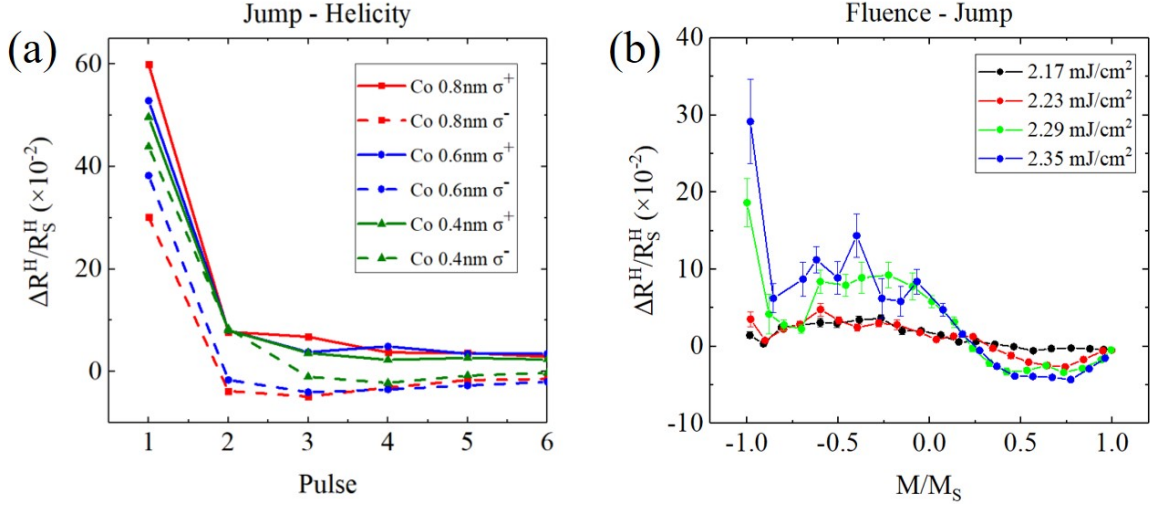 (a)
Jump - Helicity
ΔR^H/R_S^H (×10^-2)
60
40
20
0
1 2 3 4 5 6
Pulse
Co 0.8nm σ^+
Co 0.8nm σ^-
Co 0.6nm σ^+
Co 0.6nm σ^-
Co 0.4nm σ^+
Co 0.4nm σ^-
(b)
Fluence - Jump
ΔR^H/R_S^H (×10^-2)
40
30
20
10
0
-10
-1.0 -0.5 0.0 0.5 1.0
M/M_S
2.17 mJ/cm²
2.23 mJ/cm²
2.29 mJ/cm²
2.35 mJ/cm²